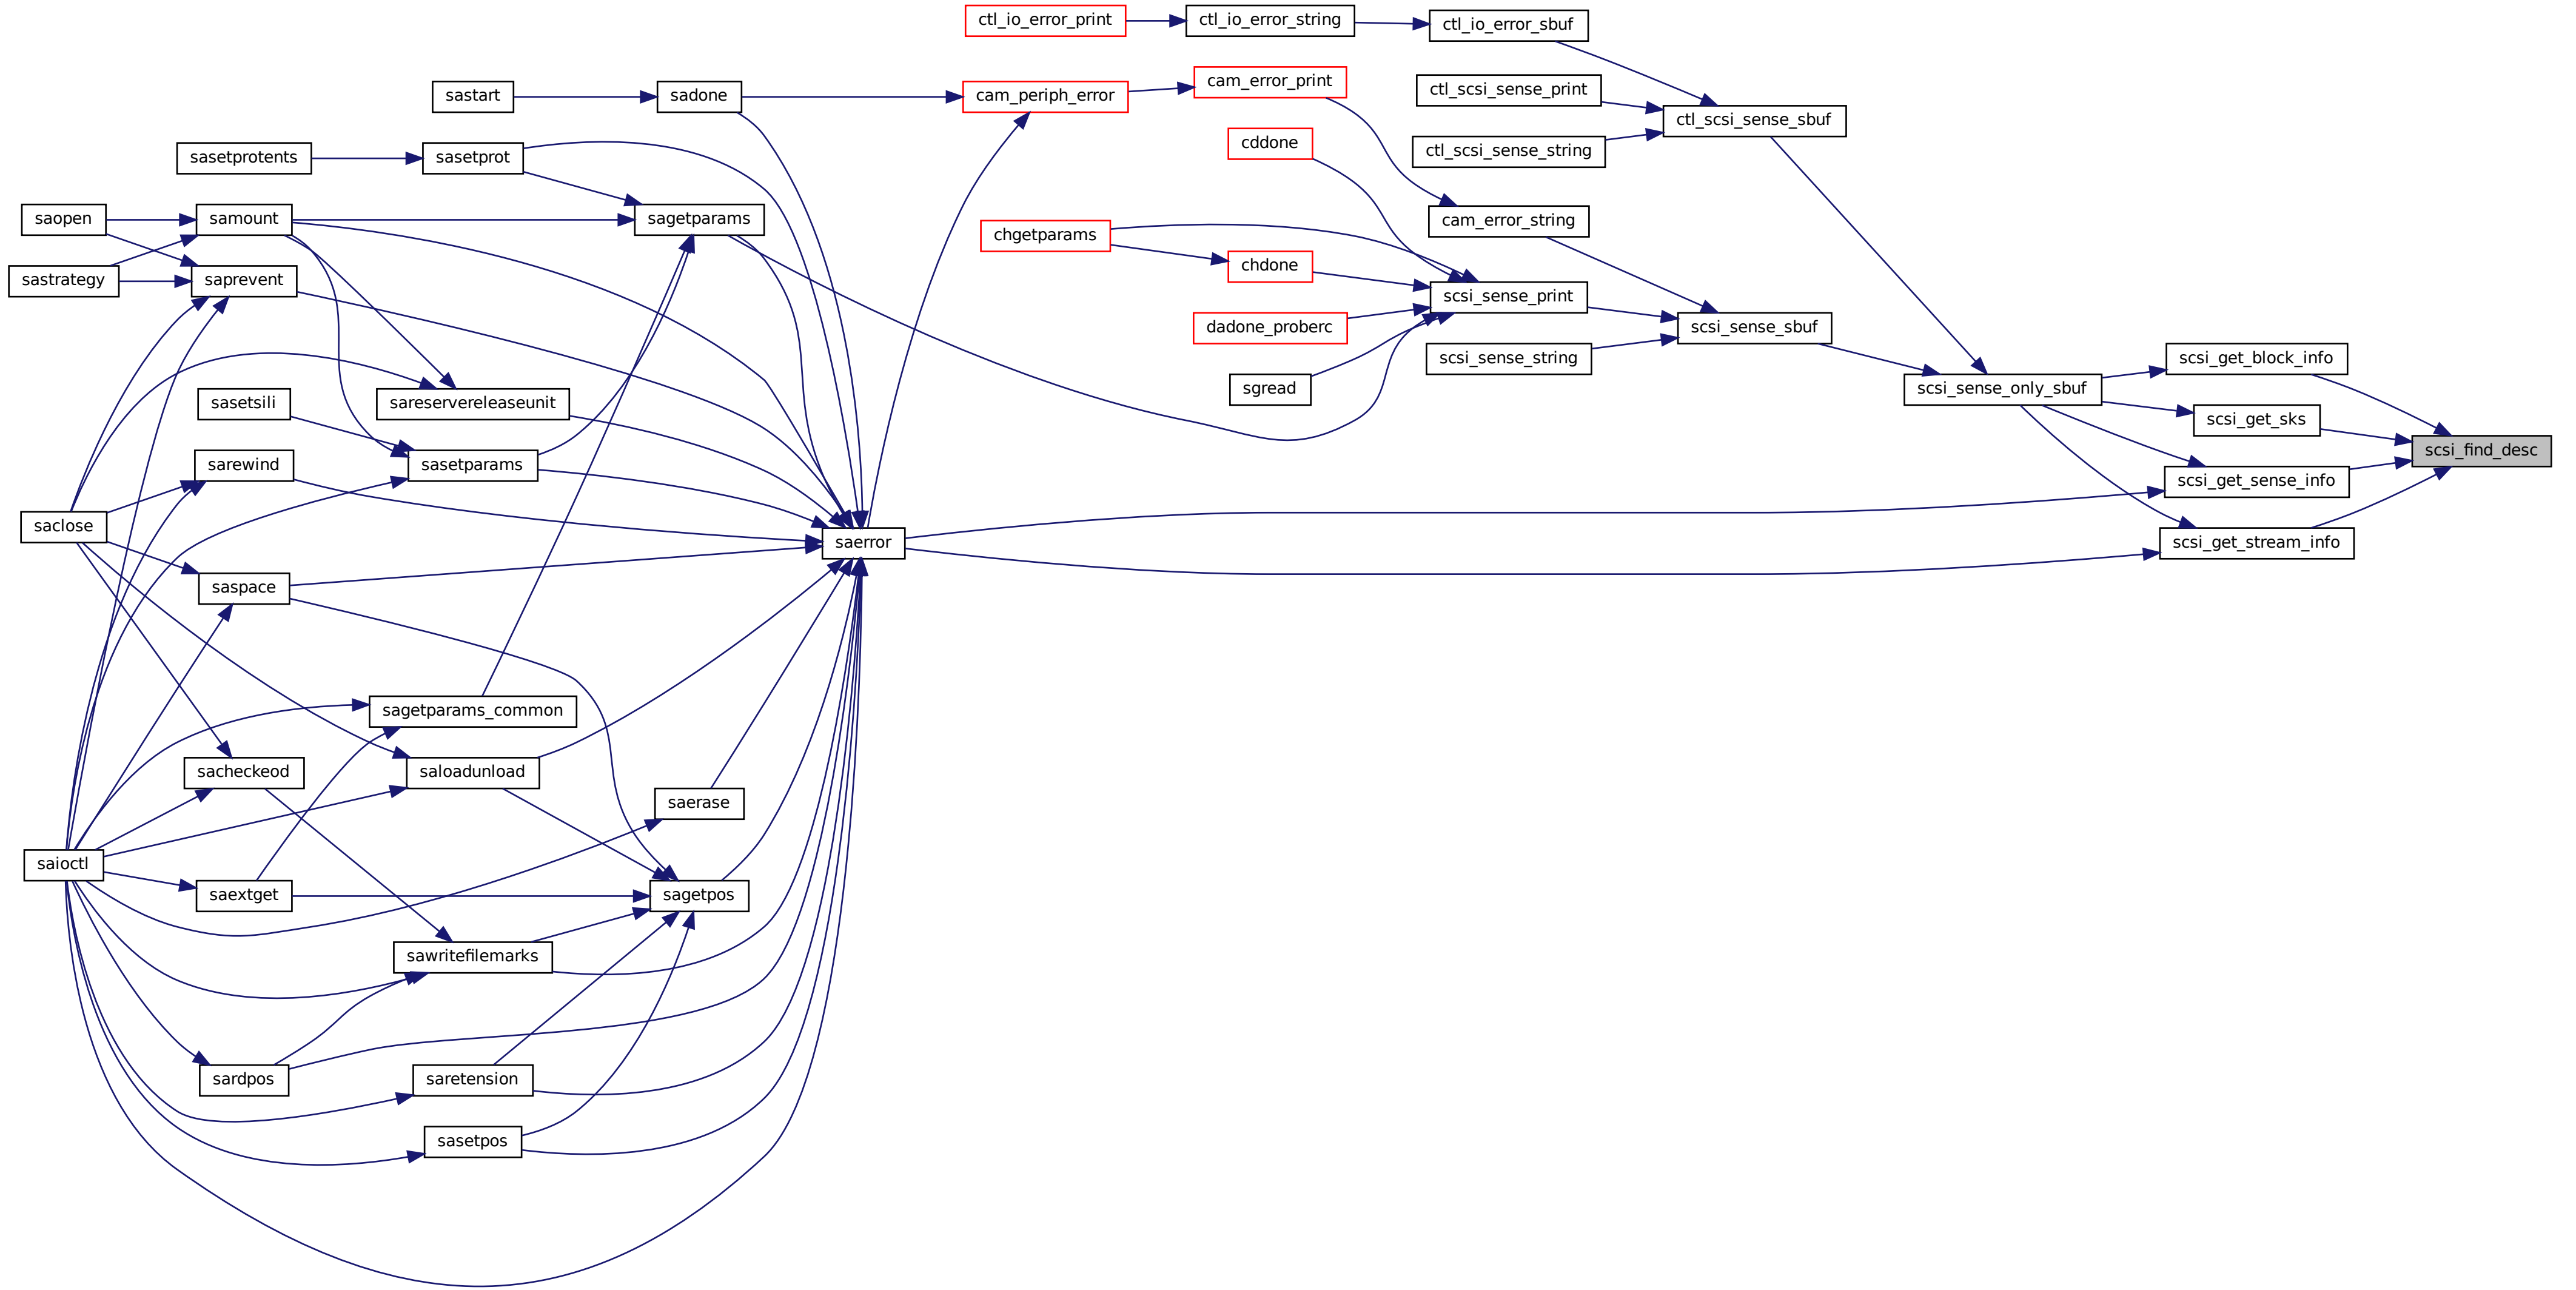 ctl_io_error_print
ctl_io_error_string
ctl_io_error_sbuf
sastart
sadone
cam_periph_error
cam_error_print
ctl_scsi_sense_print
ctl_scsi_sense_sbuf
cddone
ctl_scsi_sense_string
sasetprotents
sasetprot
saopen
samount
sagetparams
chgetparams
cam_error_string
chdone
sastrategy
saprevent
scsi_sense_print
dadone_proberc
scsi_sense_sbuf
scsi_sense_string
scsi_get_block_info
sgread
scsi_sense_only_sbuf
sasetsili
sareservereleaseunit
scsi_get_sks
scsi_find_desc
sarewind
sasetparams
scsi_get_sense_info
saclose
saerror
scsi_get_stream_info
saspace
sagetparams_common
sacheckeod
saloadunload
saerase
saioctl
saextget
sagetpos
sawritefilemarks
sardpos
saretension
sasetpos